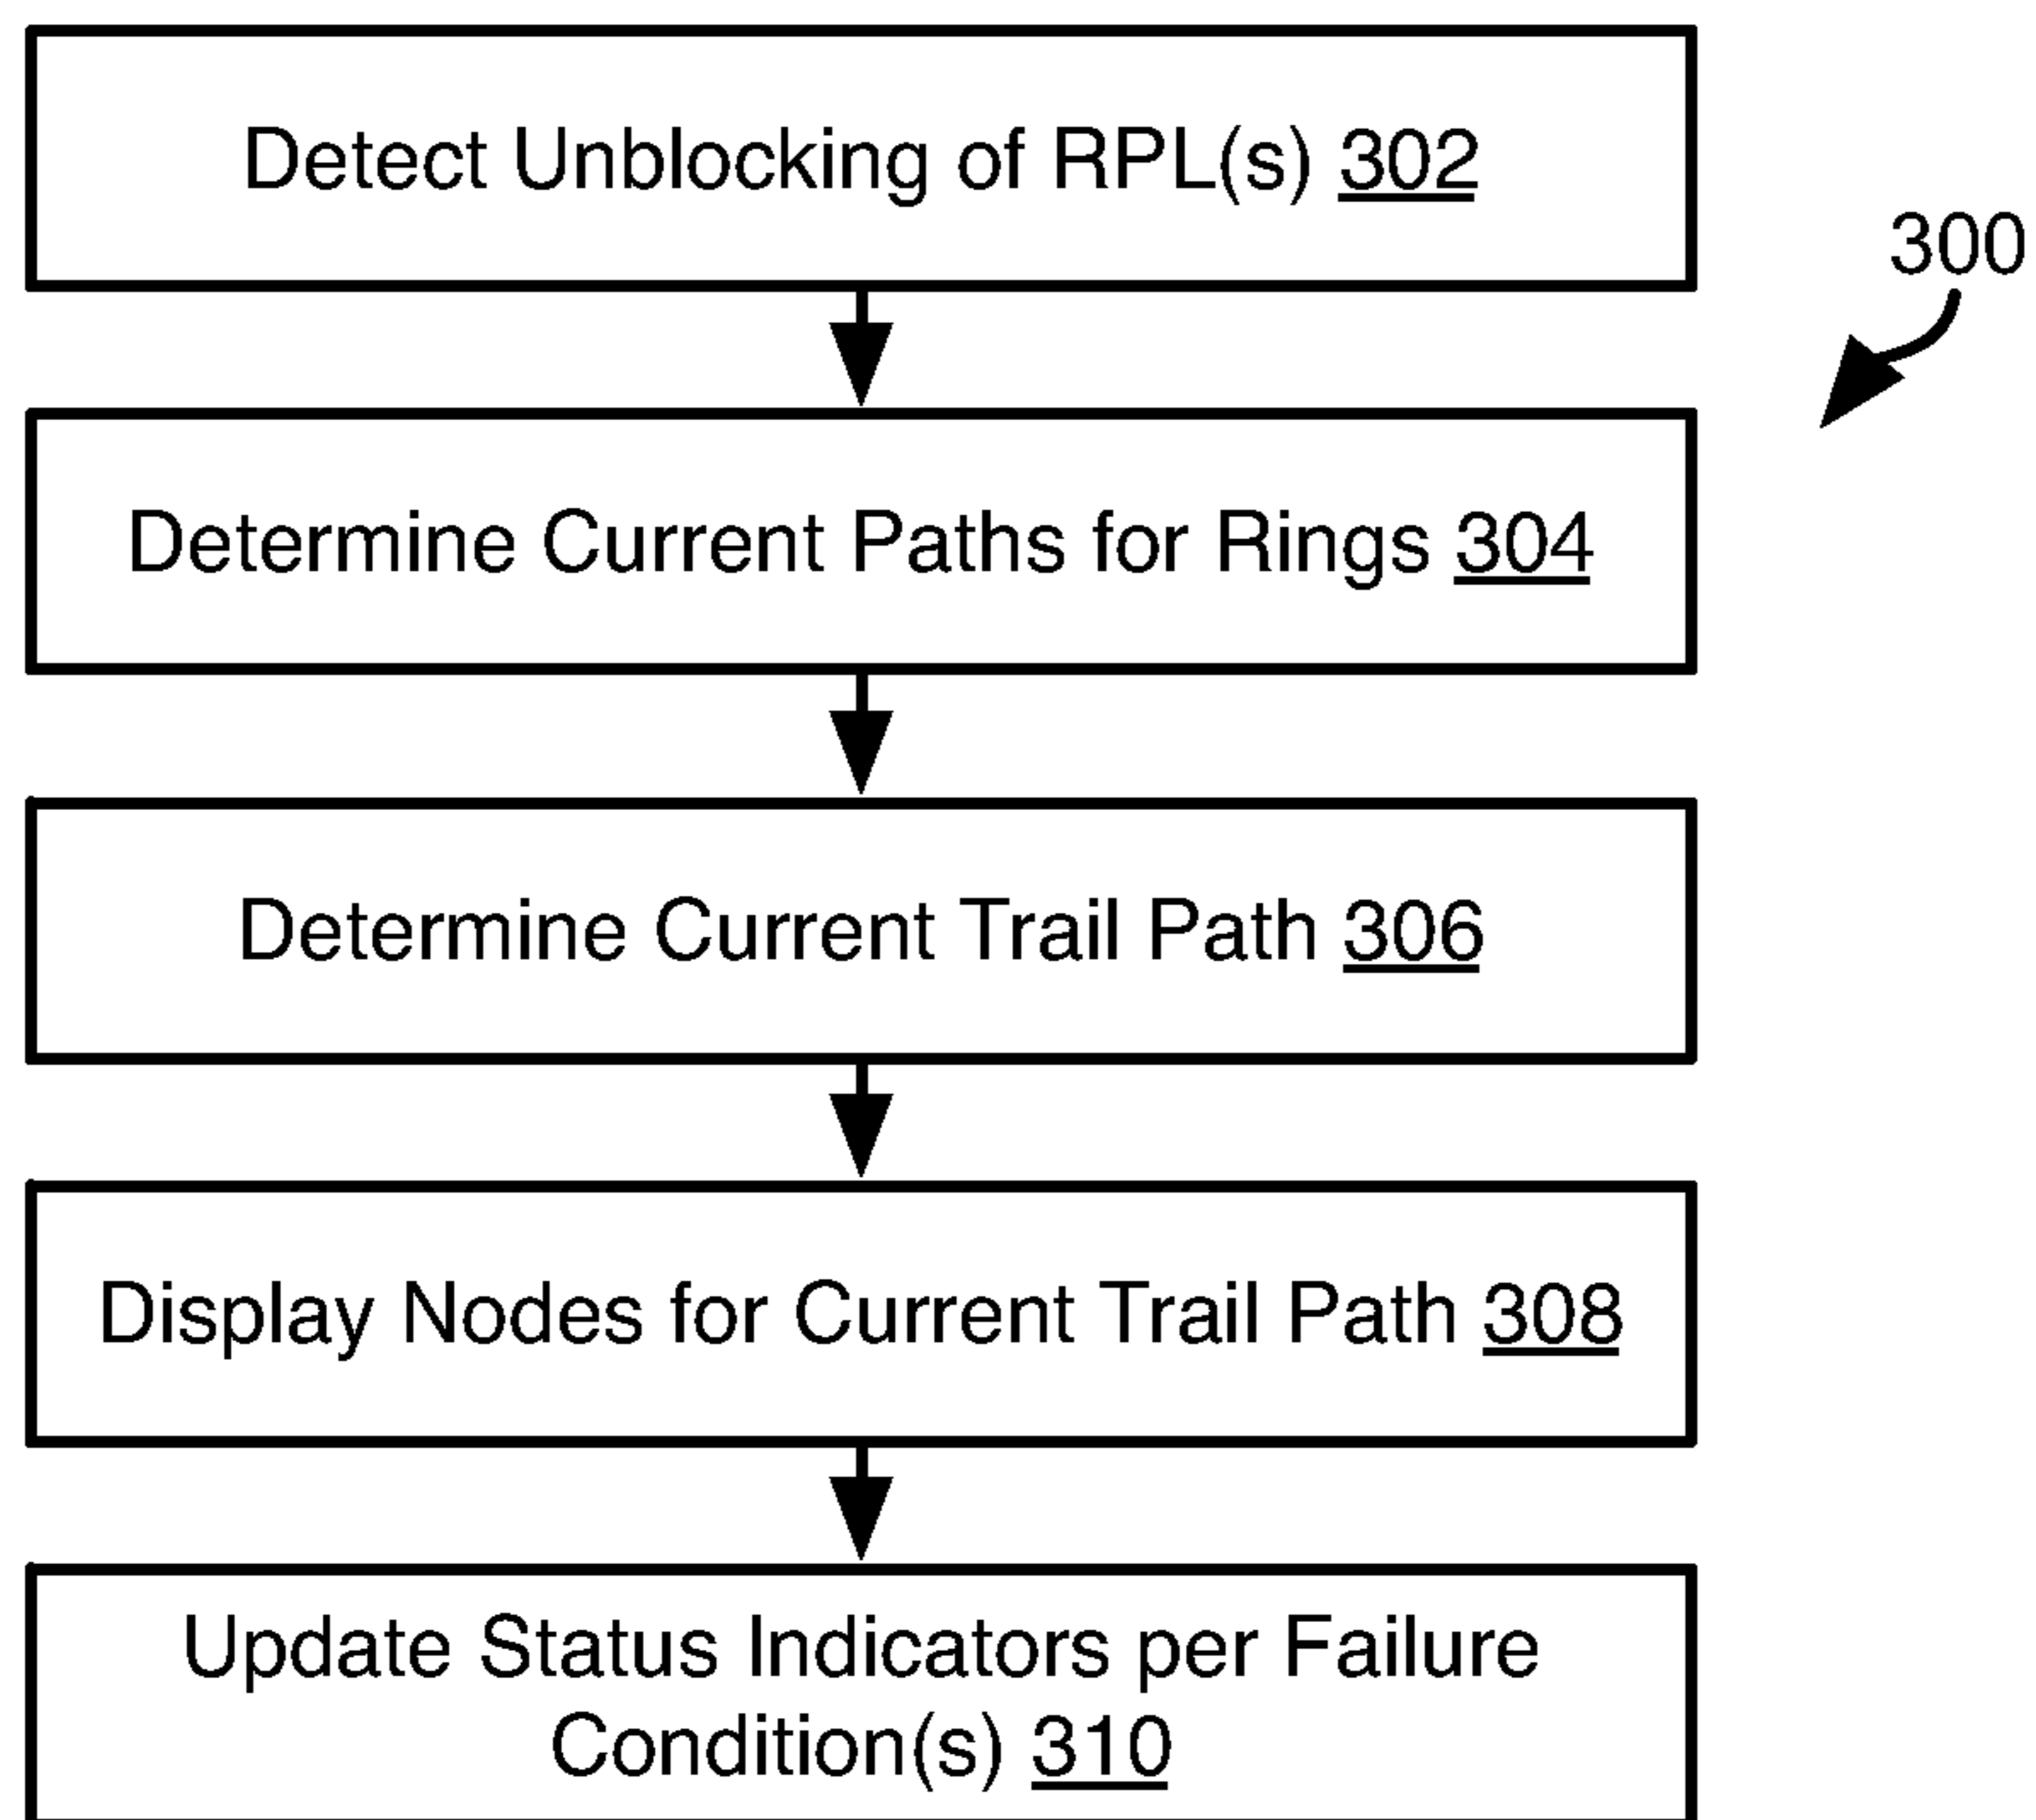 Detect Unblocking of RPL(s) 302
300
Determine Current Paths for Rings 304
Determine Current Trail Path 306
Display Nodes for Current Trail Path 308
Update Status Indicators per Failure
Condition(s) 310